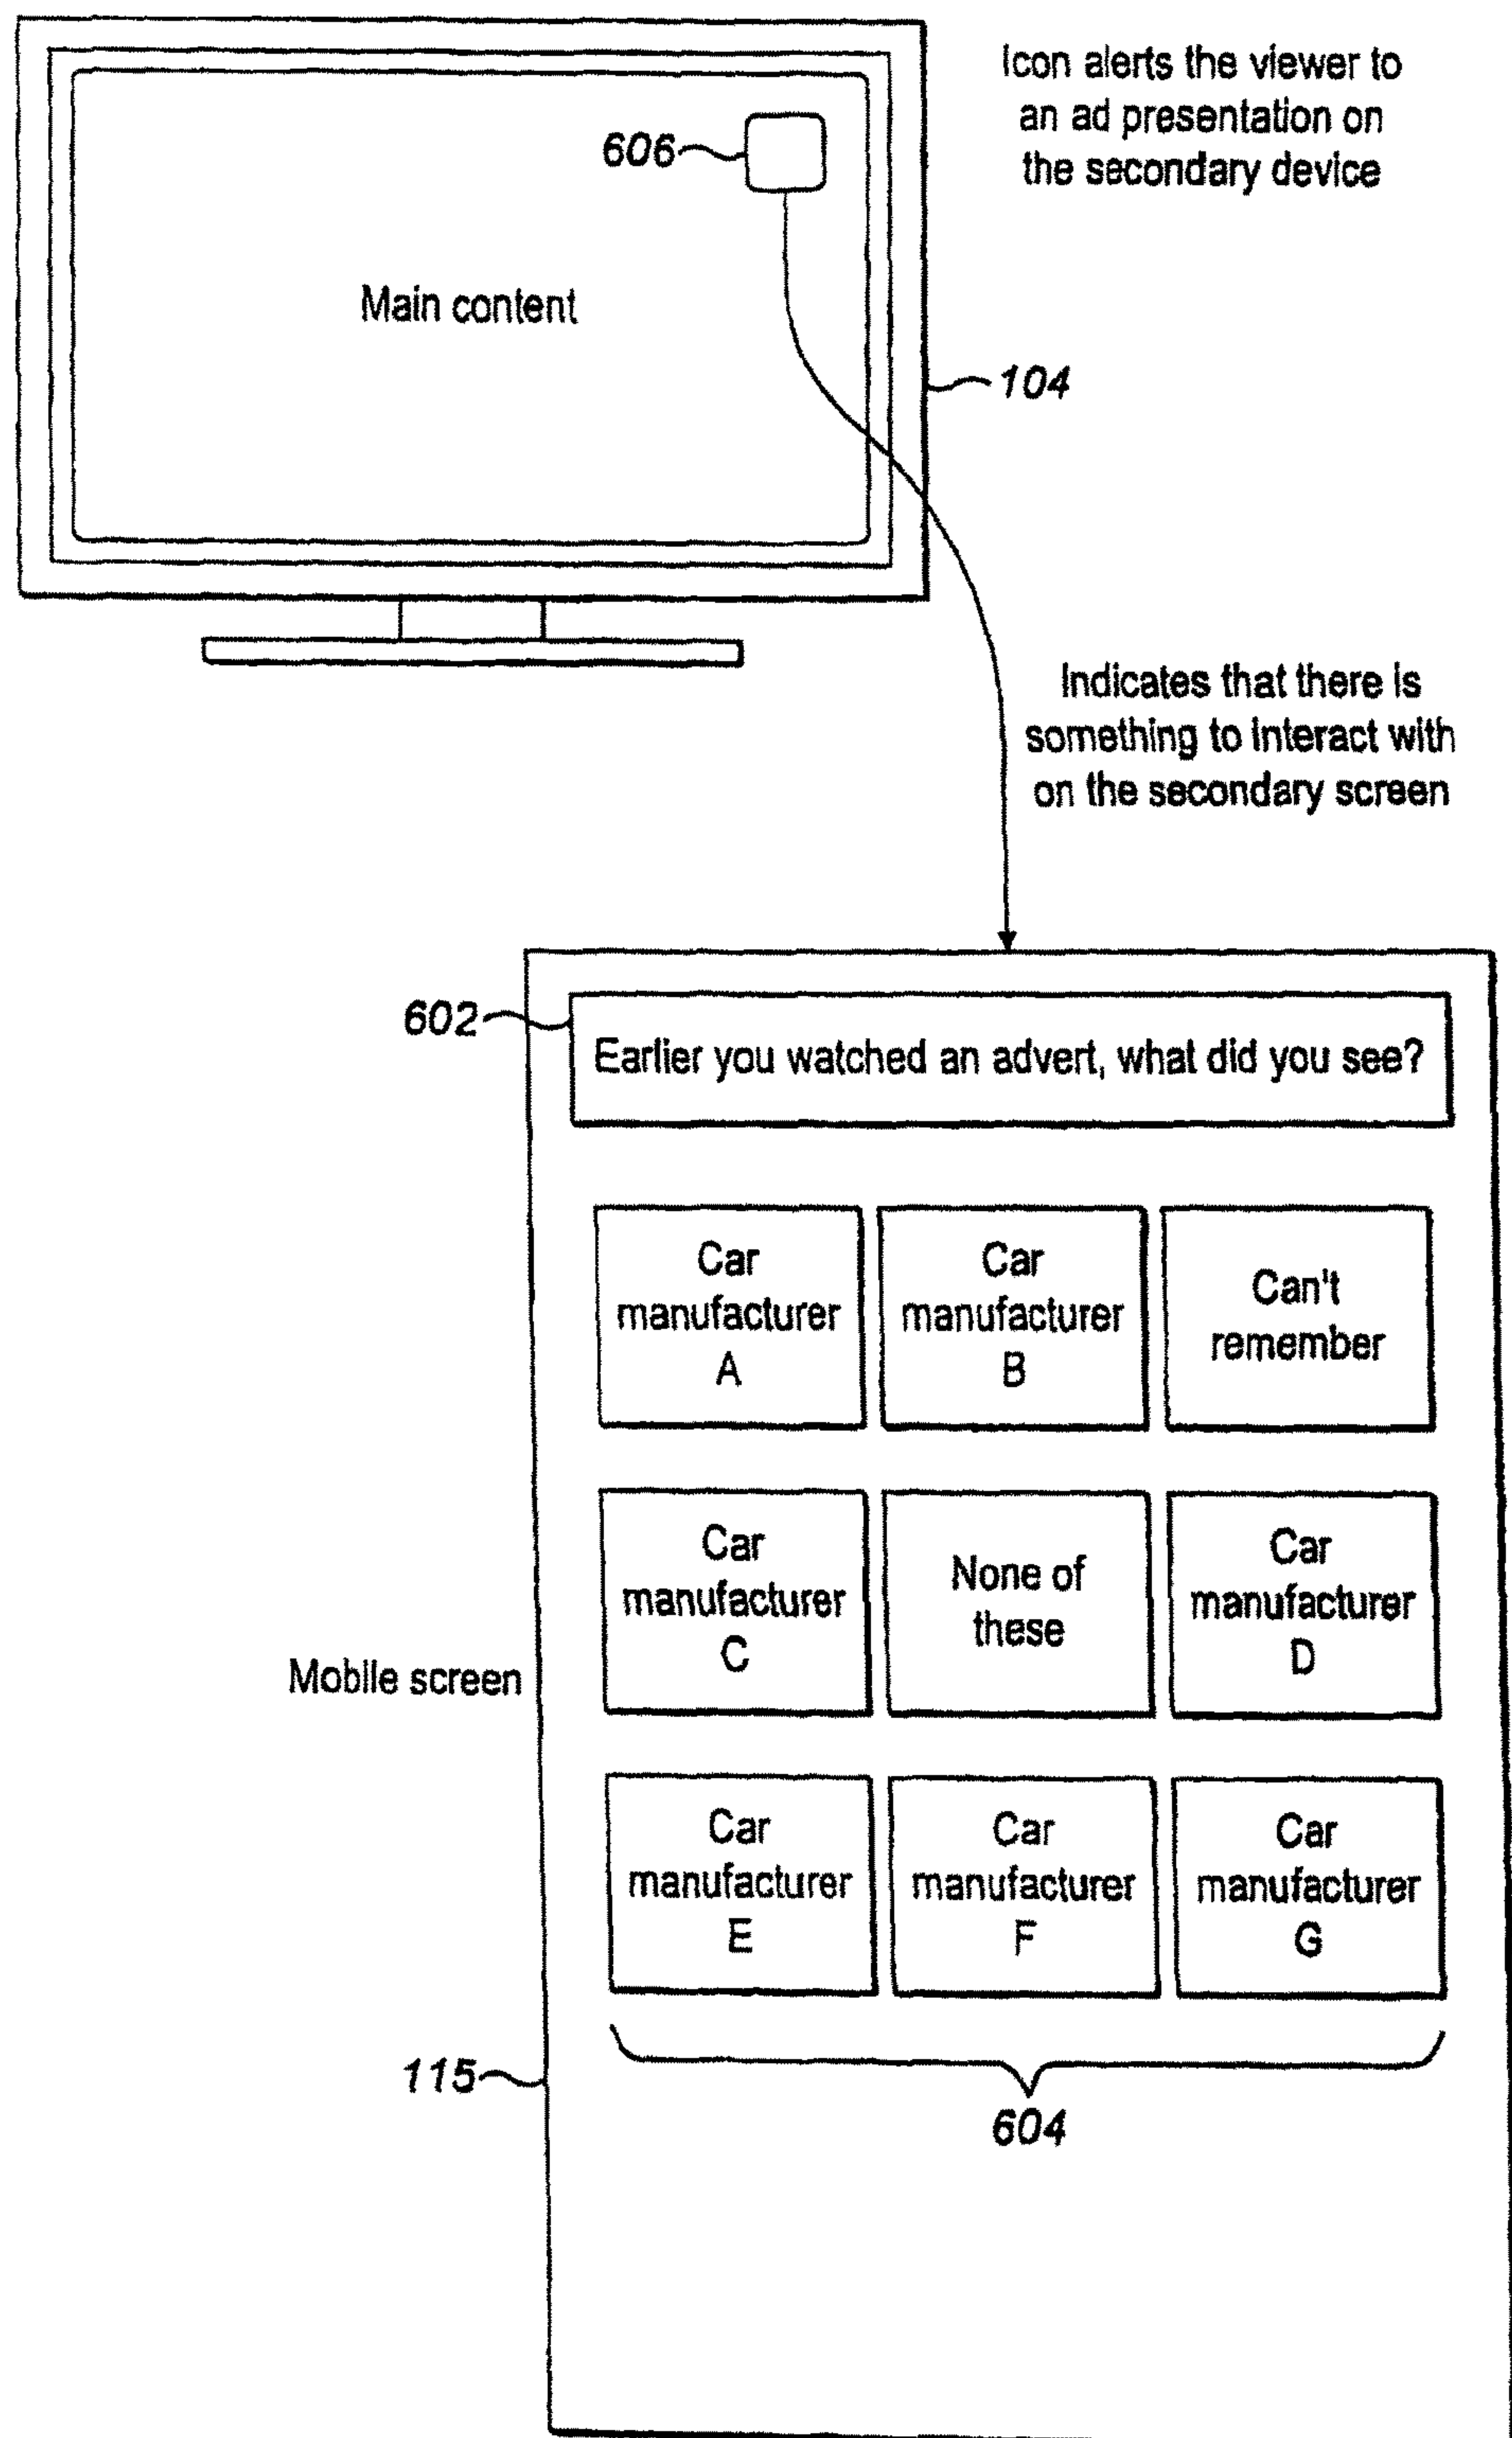 Icon alerts the viewer to
an ad presentation on
the secondary device
606
Main content
104
Indicates that there is
something to interact with
on the secondary screen
602
Earlier you watched an advert, what did you see?
Car
manufacturer
A
Car
manufacturer
B
Can't
remember
Car
manufacturer
C
None of
these
Car
manufacturer
D
Mobile screen
Car
manufacturer
E
Car
manufacturer
F
Car
manufacturer
G
115
604